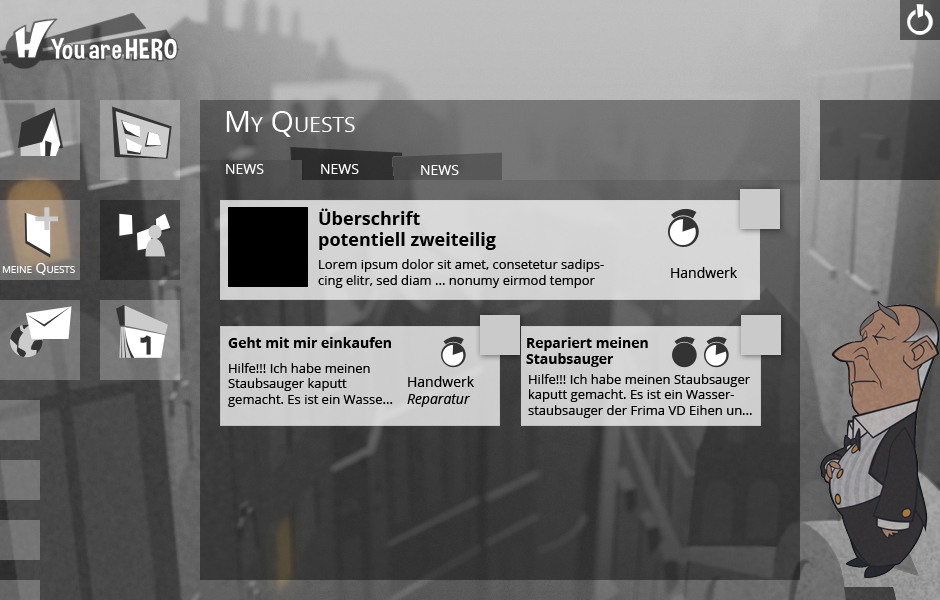 You are HERO
My Quests
NEWS
NEWS
NEWS
Überschrift
potentiell zweiteilig
Lorem ipsum dolor sit amet, consetetur sadips-
cing elitr, sed diam ... nonumy eirmod tempor
Handwerk
meine Quests
Geht mit mir einkaufen
Hilfe!!! Ich habe meinen
Staubsauger kaputt
gemacht. Es ist ein Wasse...
Handwerk
Reparatur
Repariert meinen
Staubsauger
Hilfe!!! Ich habe meinen Staubsauger
kaputt gemacht. Es ist ein Wasser-
staubsauger der Frima VD Eihen un...
1